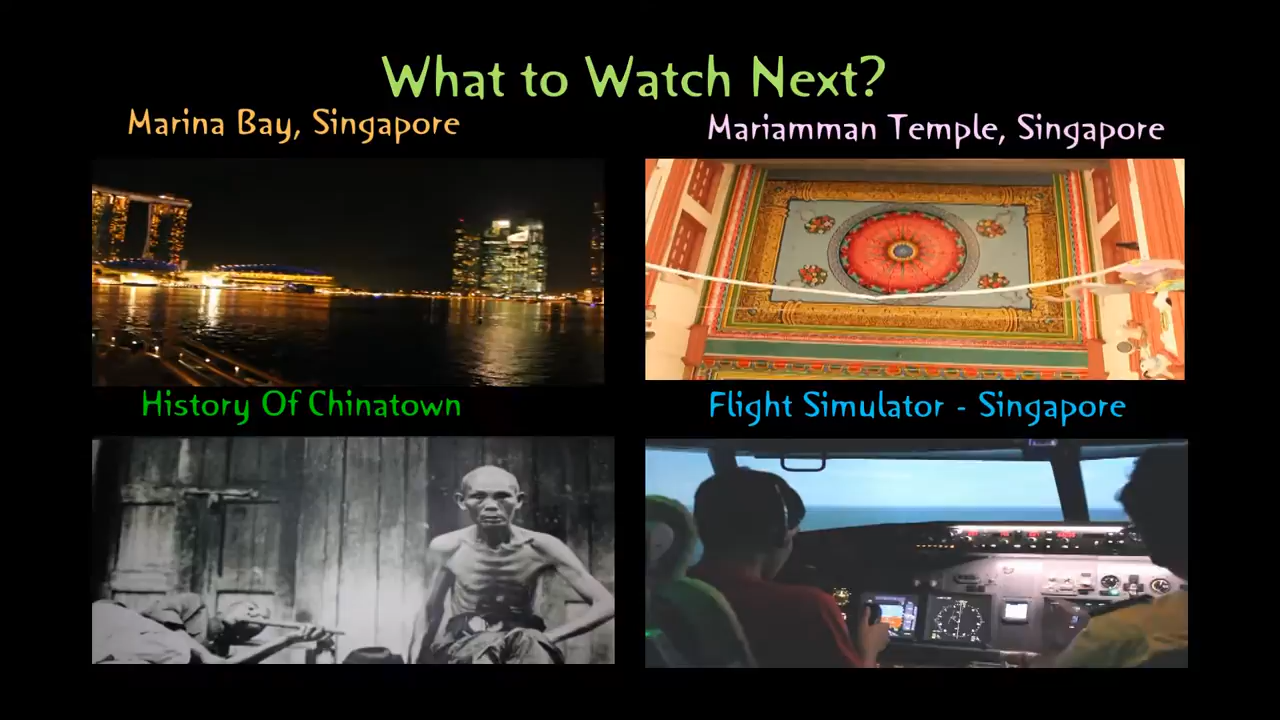 What to Watch Next?
Marina Bay, Singapore
Mariamman Temple, Singapore
History Of Chinatown
Flight Simulator - Singapore